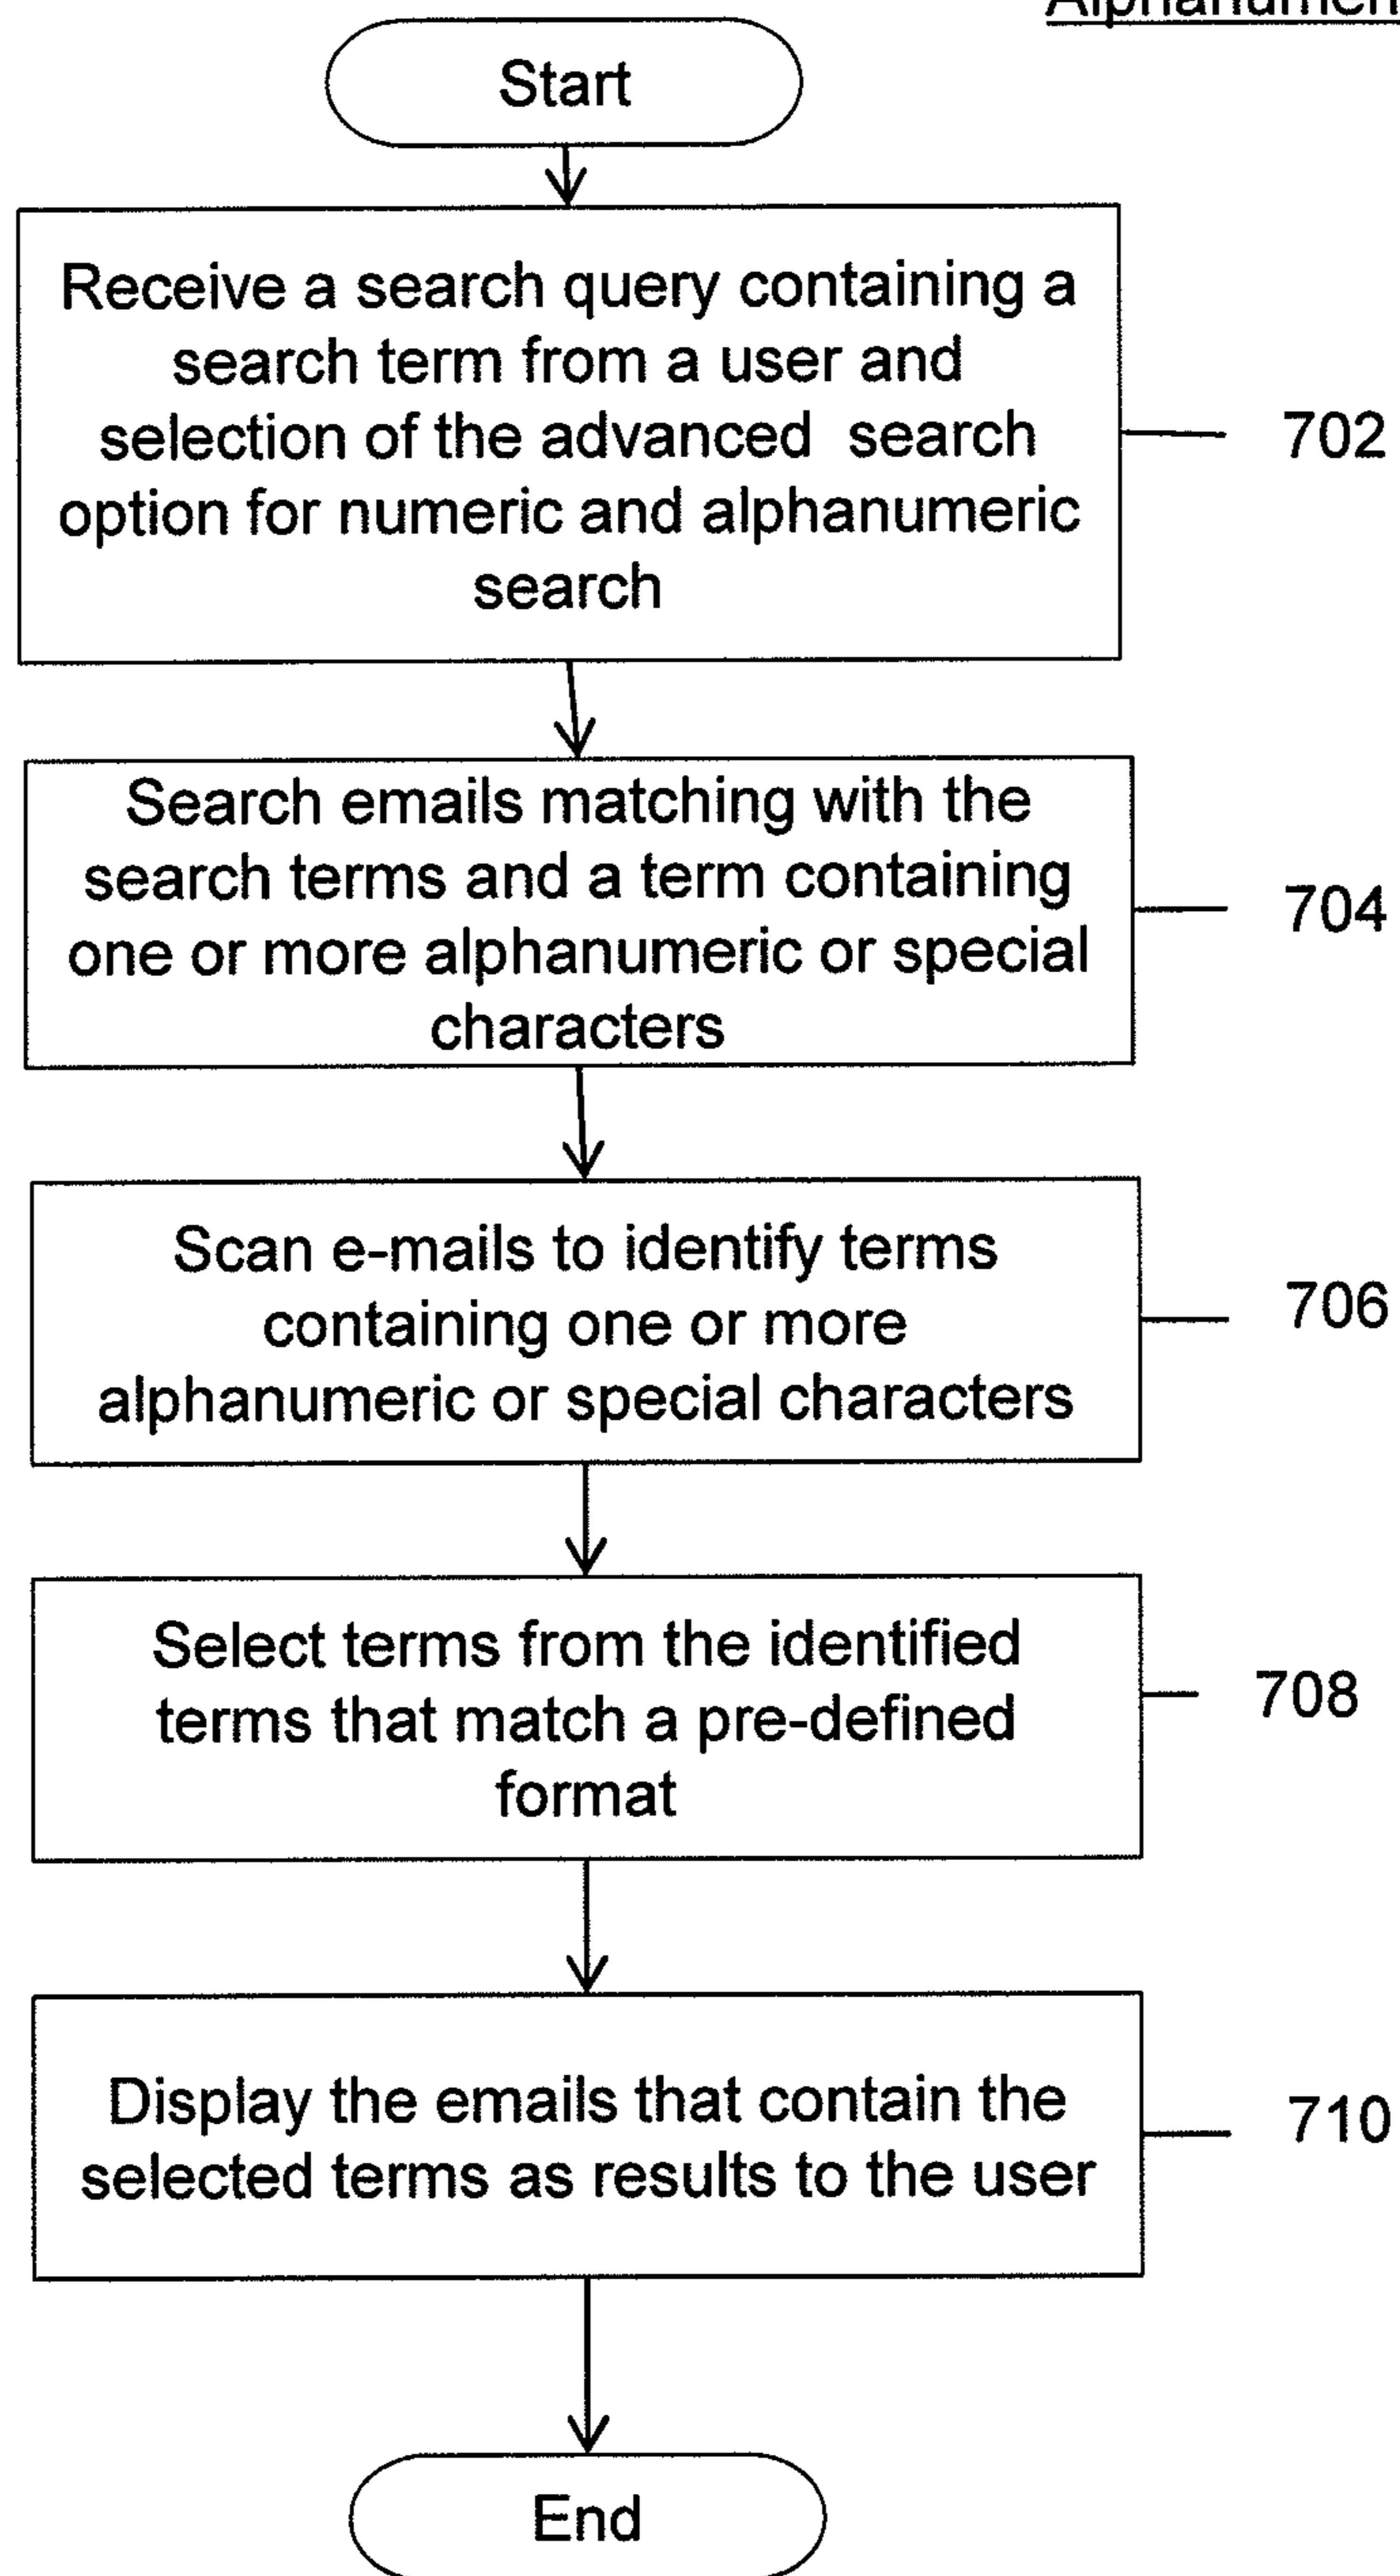 Start
Receive a search query containing a
search term from a user and
selection of the advanced search
option for numeric and alphanumeric
search
702
Search emails matching with the
search terms and a term containing
one or more alphanumeric or special
characters
704
Scan e-mails to identify terms
containing one or more
alphanumeric or special characters
706
Select terms from the identified
terms that match a pre-defined
format
708
Display the emails that contain the
selected terms as results to the user
710
End